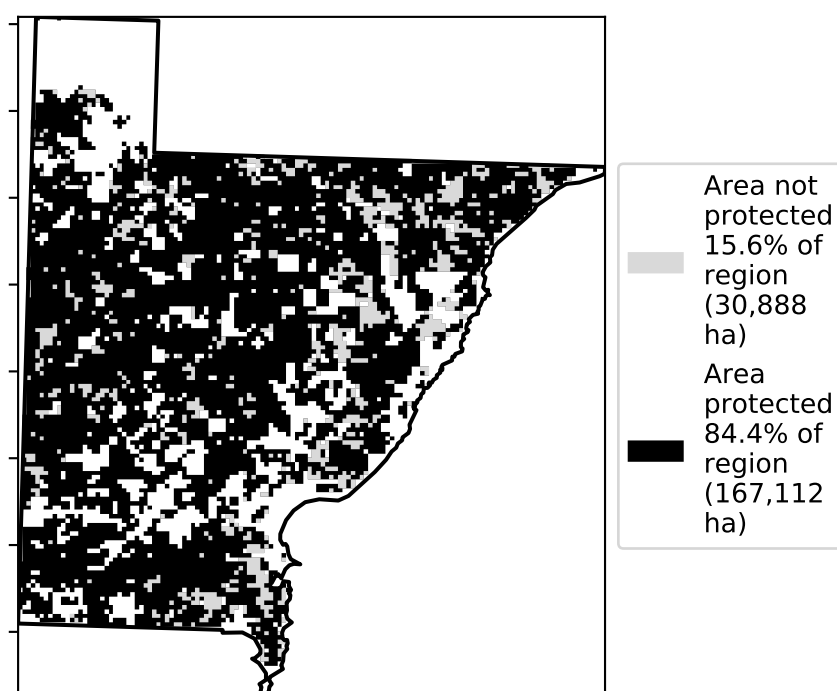 Area not
protected
15.6% of
region
(30,888
ha)
Area
protected
84.4% of
region
(167,112
ha)